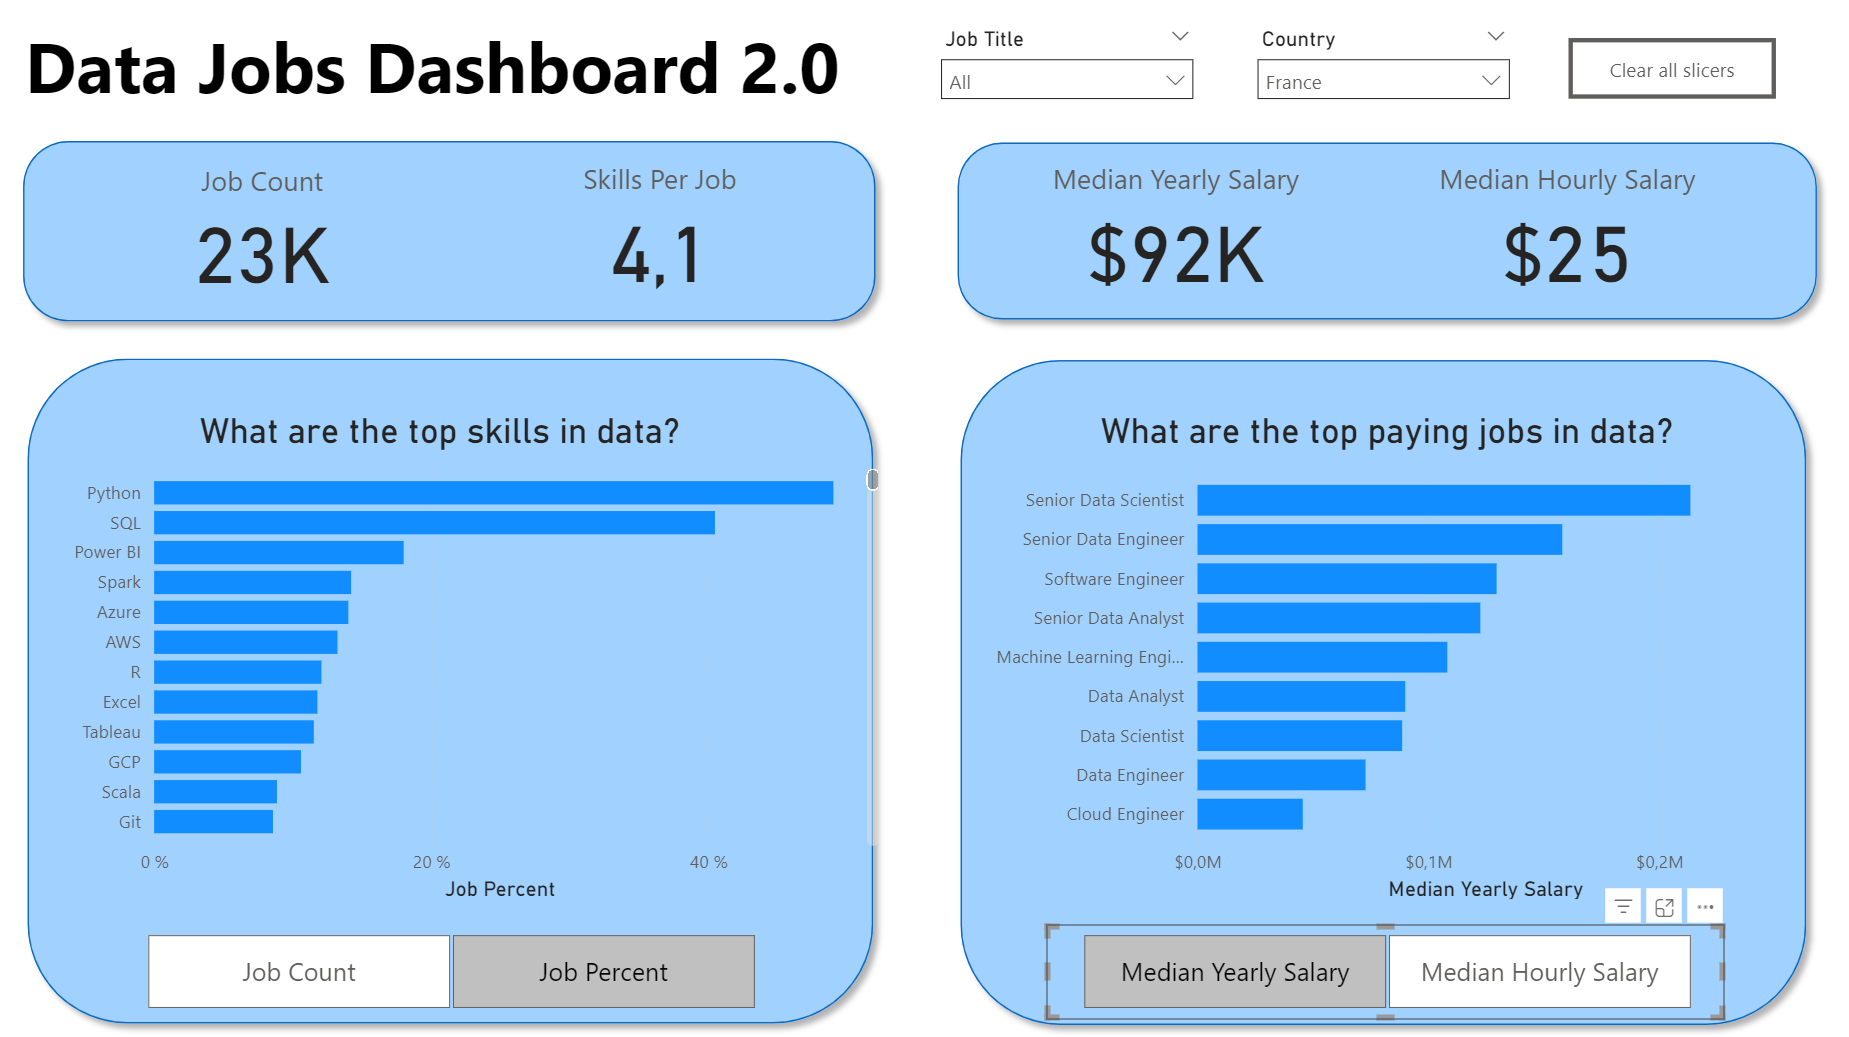 Data Jobs Dashboard 2.0
Job Title
All
Country
France
Clear all slicers
Job Count
23K
Skills Per Job
4,1
Median Yearly Salary
$92K
Median Hourly Salary
$25
What are the top skills in data?
Python
SQL
Power BI
Spark
Azure
AWS
R
Excel
Tableau
GCP
Scala
Git
0 %
20 %
40 %
Job Percent
Job Count
Job Percent
What are the top paying jobs in data?
Senior Data Scientist
Senior Data Engineer
Software Engineer
Senior Data Analyst
Machine Learning Engi...
Data Analyst
Data Scientist
Data Engineer
Cloud Engineer
$0,0M
$0,1M
$0,2M
Median Yearly Salary
Median Yearly Salary
Median Hourly Salary